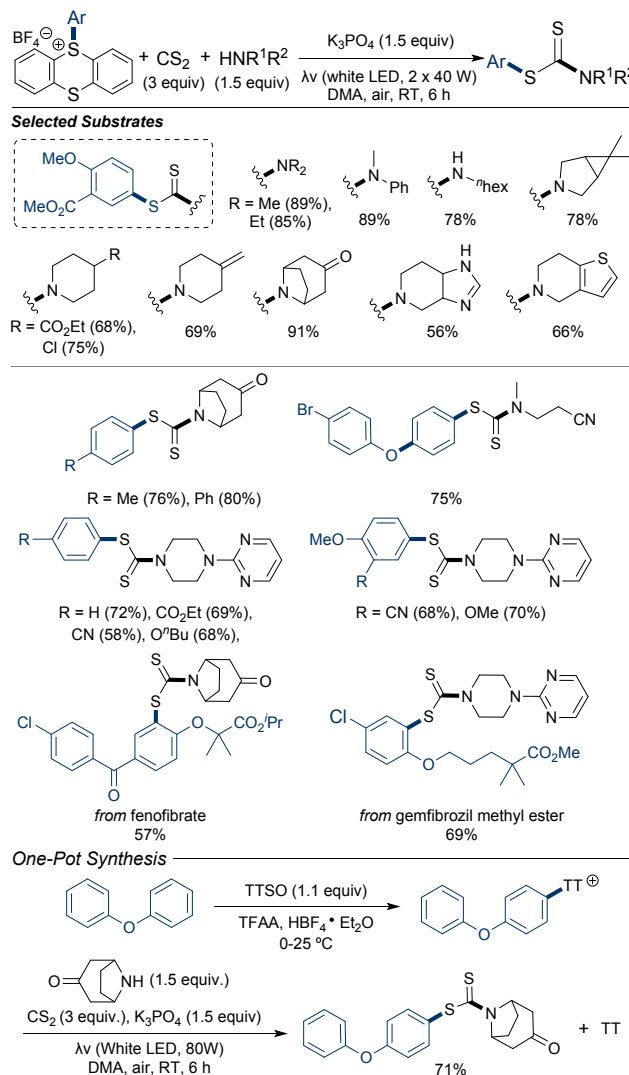 Ar
BF₄⊖
S
+
S
+ CS₂ + HNR¹R²
(3 equiv) (1.5 equiv)
K₃PO₄ (1.5 equiv)
λν (white LED, 2 x 40 W)
DMA, air, RT, 6 h
S
Ar S NR¹R²
Selected Substrates
MeO
MeO₂C
S
S
NR₂
R = Me (89%),
Et (85%)
N Ph
89%
H
N ⁿhex
78%
N
78%
R
N
R = CO₂Et (68%),
Cl (75%)
N
69%
O
N
91%
H
N
N
N
56%
S
N
66%
R
S
S
N
O
R = Me (76%), Ph (80%)
Br
O
S
S
N
CN
75%
R
S
S
N
N
N
N
R = H (72%), CO₂Et (69%),
CN (58%), OⁿBu (68%),
MeO
R
S
S
N
N
N
N
R = CN (68%), OMe (70%)
S
N
O
S
Cl
O
CO₂ⁱPr
O
from fenofibrate
57%
S
N
N
N
N
Cl
S
O
CO₂Me
from gemfibrozil methyl ester
69%
One-Pot Synthesis
O
TTSO (1.1 equiv)
TFAA, HBF₄• Et₂O
0-25 ºC
TT⊕
O
O
NH (1.5 equiv.)
CS₂ (3 equiv.), K₃PO₄ (1.5 equiv)
λν (White LED, 80W)
DMA, air, RT, 6 h
O
S
S
N
O
+ TT
71%